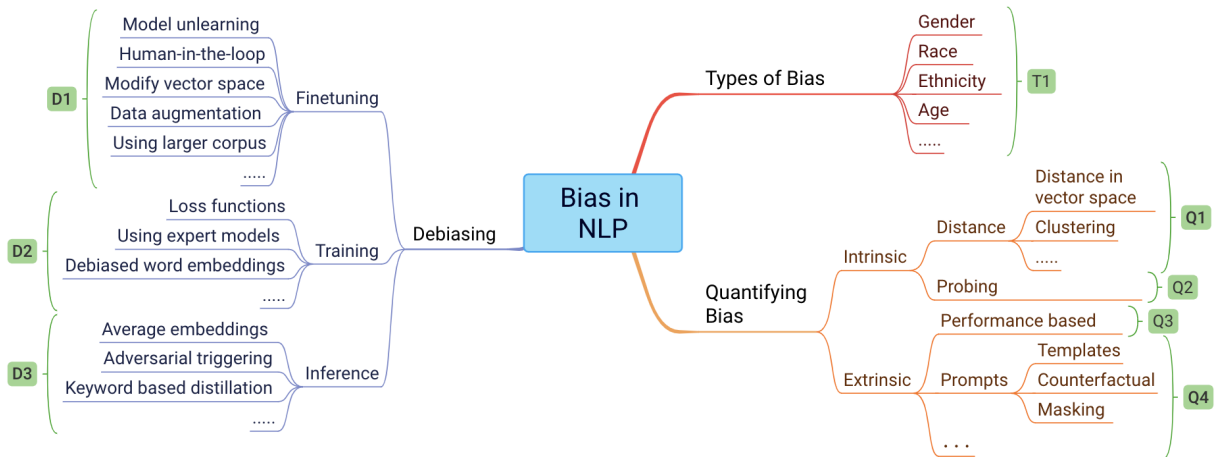 Bias in
NLP
Types of Bias
Gender
Race
Ethnicity
Age
.....
T1
Quantifying
Bias
Intrinsic
Distance
Distance in
vector space
Clustering
.....
Q1
Probing
Q2
Extrinsic
Performance based
Q3
Prompts
Templates
Counterfactual
Masking
...
Q4
Debiasing
Finetuning
Model unlearning
Human-in-the-loop
Modify vector space
Data augmentation
Using larger corpus
.....
D1
Training
Loss functions
Using expert models
Debiased word embeddings
.....
D2
Inference
Average embeddings
Adversarial triggering
Keyword based distillation
.....
D3